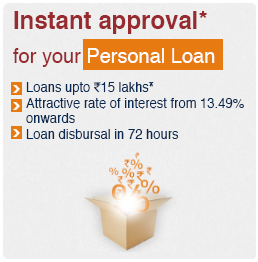 Instant approval*
for your Personal Loan
Loans upto ₹15 lakhs*
Attractive rate of interest from 13.49%
onwards
Loan disbursal in 72 hours